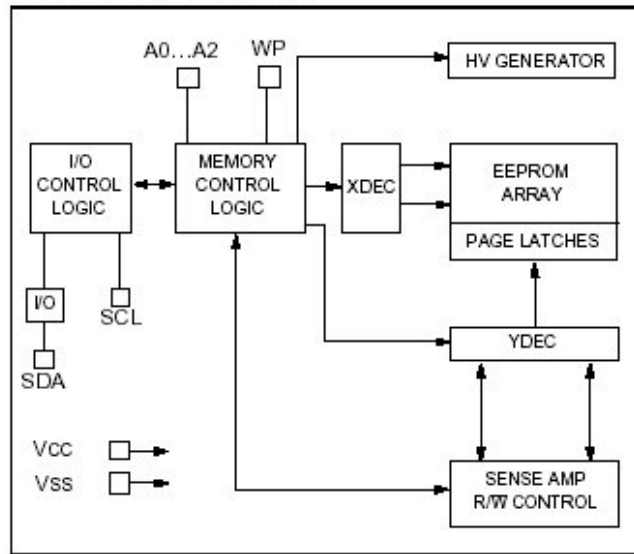 A0...A2
WP
HV GENERATOR
I/O
CONTROL
LOGIC
MEMORY
CONTROL
LOGIC
XDEC
EEPROM
ARRAY
PAGE LATCHES
I/O
SCL
SDA
YDEC
VCC
VSS
SENSE AMP
R/W CONTROL